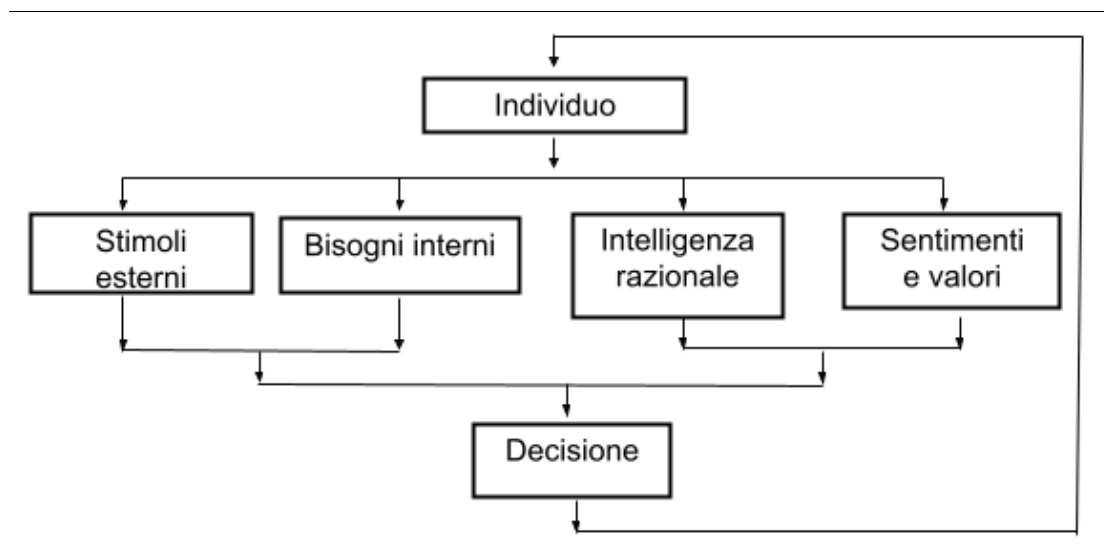 Individuo
Stimoli
esterni
Bisogni interni
Intelligenza
razionale
Sentimenti
e valori
Decisione